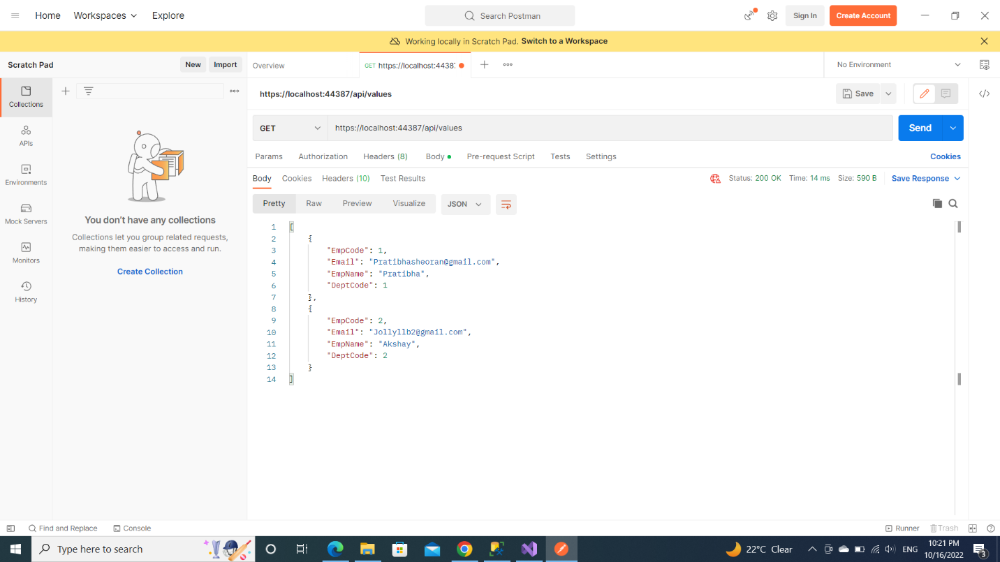 Home Workspaces Explore Search Postman Sign In Create Account
Working locally in Scratch Pad. Switch to a Workspace
Scratch Pad New Import Overview GET https://localhost:44387 No Environment
Collections
https://localhost:44387/api/values Save
GET https://localhost:44387/api/values Send
APIs
Params Authorization Headers (8) Body Pre-request Script Tests Settings Cookies
Environments
Body Cookies Headers (10) Test Results Status: 200 OK Time: 14 ms Size: 590 B Save Response
Pretty Raw Preview Visualize JSON
Mock Servers
You don't have any collections
Collections let you group related requests,
making them easier to access and run.
Create Collection
Monitors
History
1 [
2 {
3 "EmpCode": 1,
4 "Email": "Pratibhasheoran@gmail.com",
5 "EmpName": "Pratibha",
6 "DeptCode": 1
7 },
8 {
9 "EmpCode": 2,
10 "Email": "Jollyllb2@gmail.com",
11 "EmpName": "Akshay",
12 "DeptCode": 2
13 }
14 ]
Find and Replace Console Runner Trash
Type here to search 22°C Clear ENG 10:21 PM
10/16/2022 3